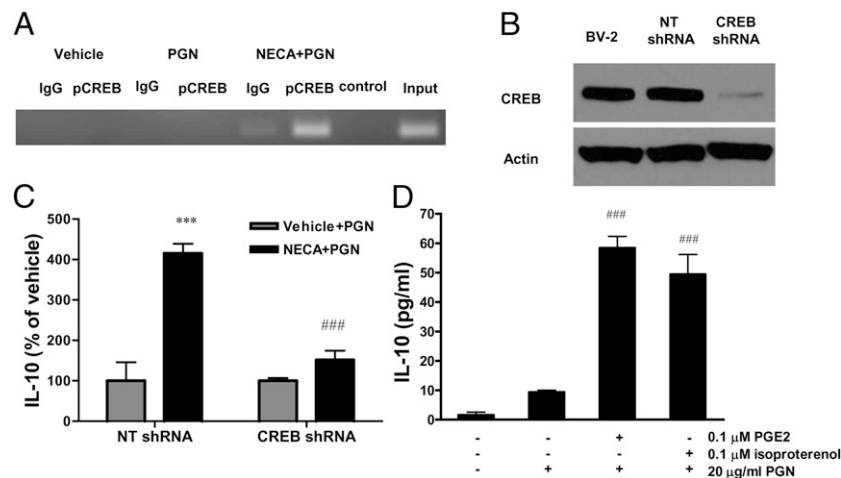 A
Vehicle PGN NECA+PGN
IgG pCREB IgG pCREB IgG pCREB control Input
B
BV-2 NT shRNA CREB shRNA
CREB
Actin
C
IL-10 (% of vehicle)
500
400
300
200
100
0
***
###
Vehicle+PGN
NECA+PGN
NT shRNA CREB shRNA
D
IL-10 (pg/ml)
70
60
50
40
30
20
10
0
###
###
- - + - 0.1 μM PGE2
- - - + 0.1 μM isoproterenol
- + + + 20 μg/ml PGN